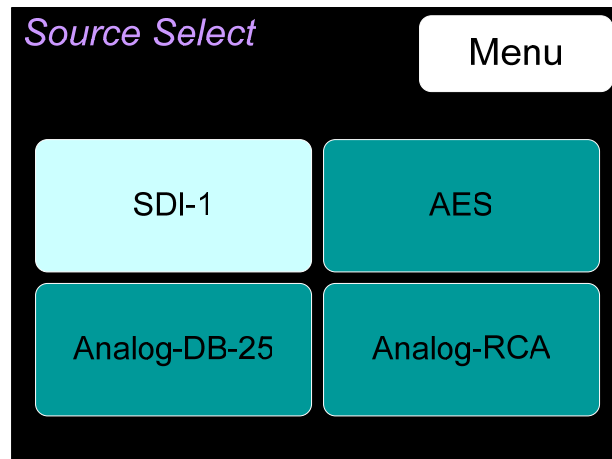 Source Select
Menu
SDI-1
AES
Analog-DB-25
Analog-RCA